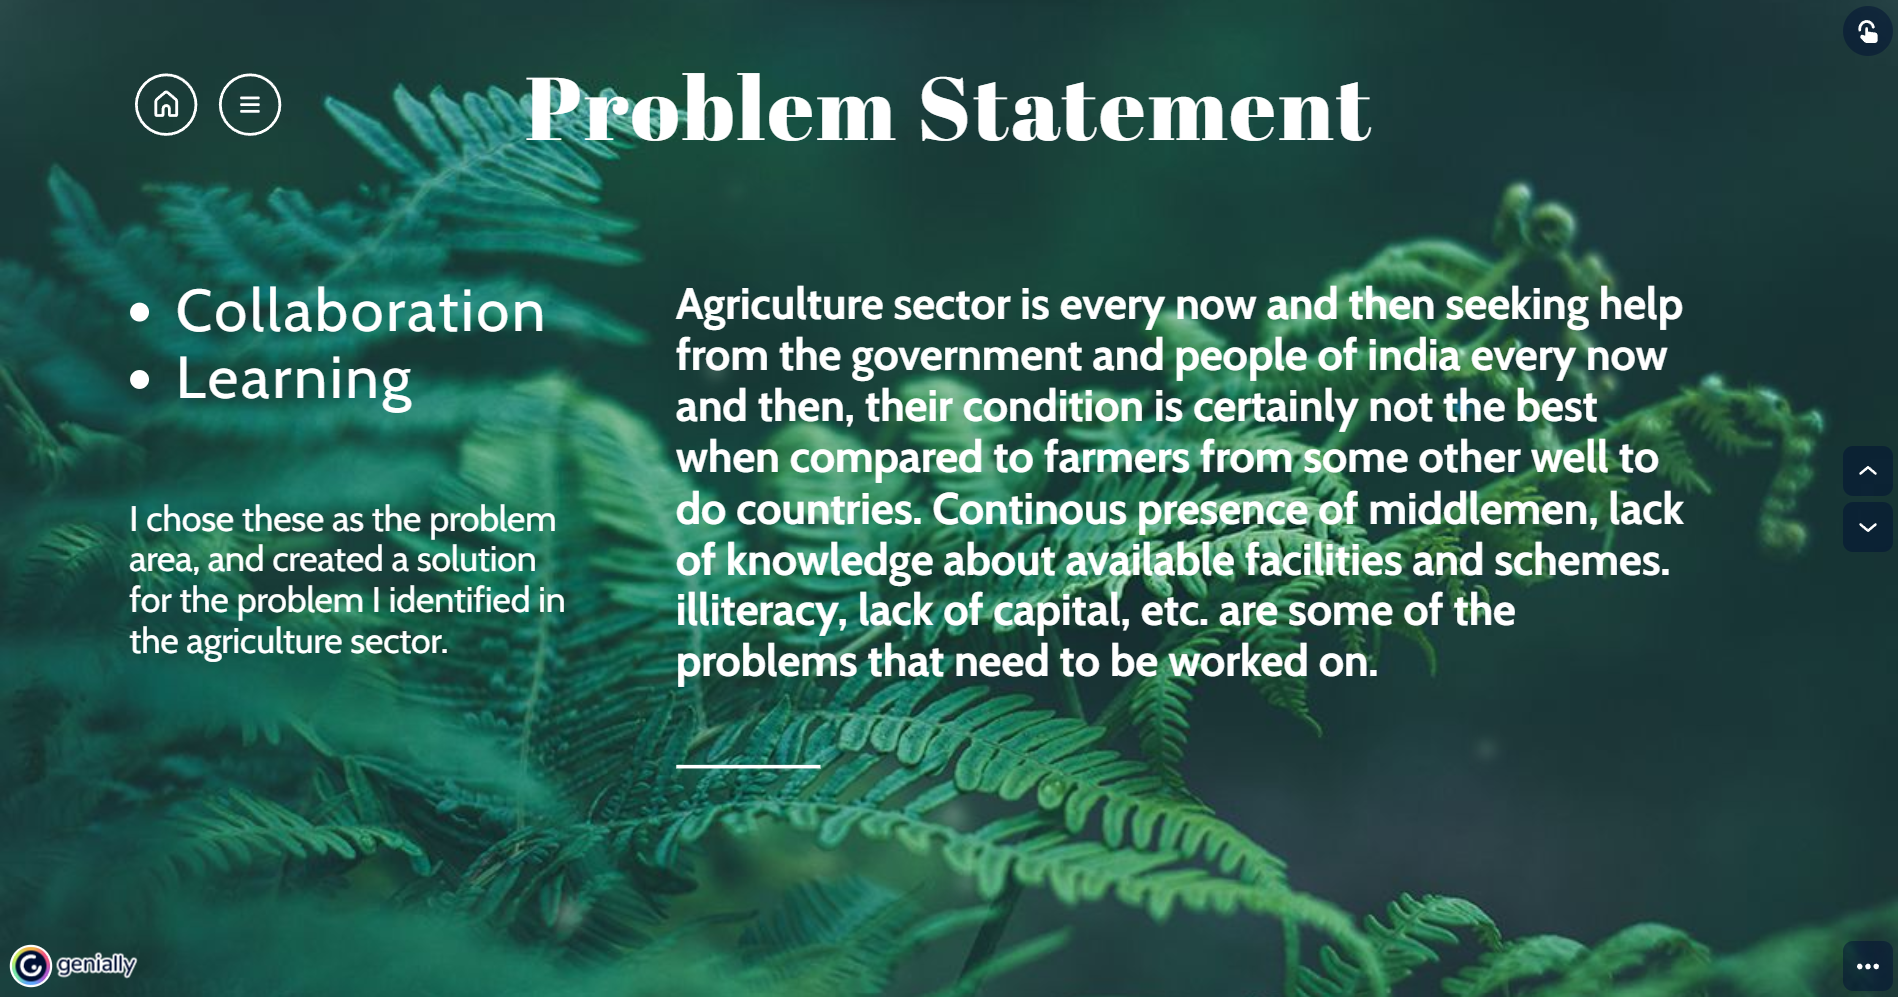 Problem Statement
• Collaboration
• Learning
I chose these as the problem
area, and created a solution
for the problem I identified in
the agriculture sector.
Agriculture sector is every now and then seeking help
from the government and people of india every now
and then, their condition is certainly not the best
when compared to farmers from some other well to
do countries. Continous presence of middlemen, lack
of knowledge about available facilities and schemes.
illiteracy, lack of capital, etc. are some of the
problems that need to be worked on.
genially